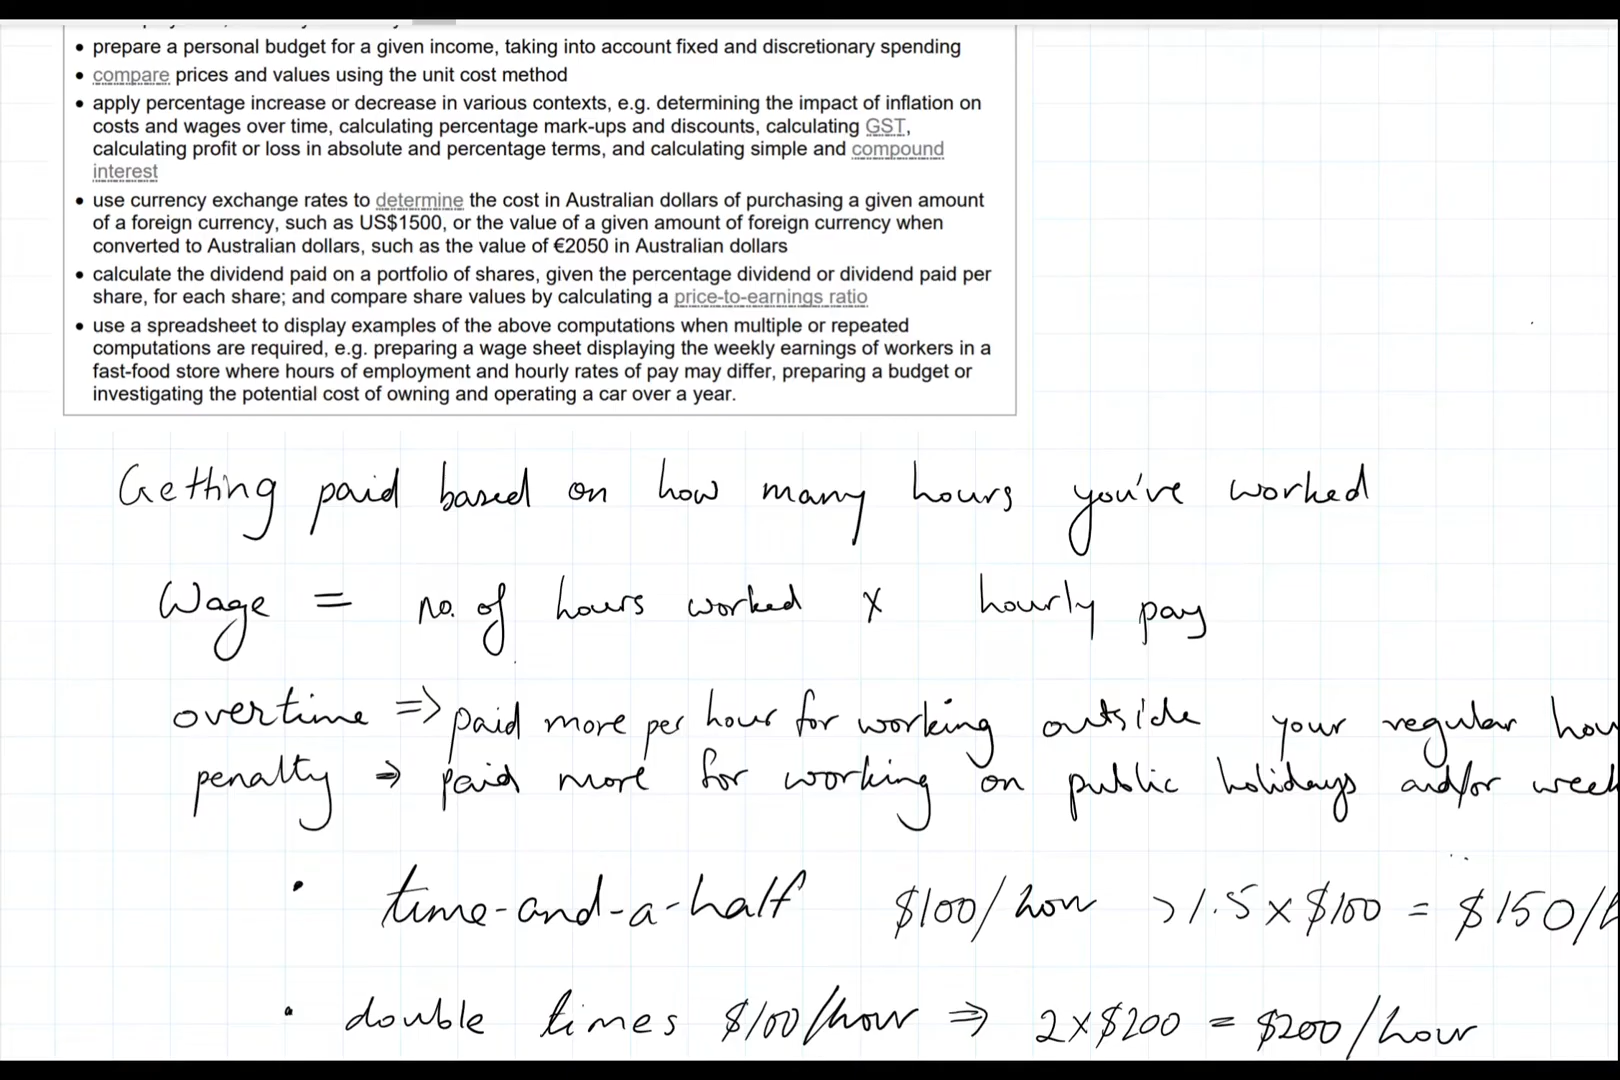 • prepare a personal budget for a given income, taking into account fixed and discretionary spending
• compare prices and values using the unit cost method
• apply percentage increase or decrease in various contexts, e.g. determining the impact of inflation on
costs and wages over time, calculating percentage mark-ups and discounts, calculating GST,
calculating profit or loss in absolute and percentage terms, and calculating simple and compound
interest
• use currency exchange rates to determine the cost in Australian dollars of purchasing a given amount
of a foreign currency, such as US$1500, or the value of a given amount of foreign currency when
converted to Australian dollars, such as the value of €2050 in Australian dollars
• calculate the dividend paid on a portfolio of shares, given the percentage dividend or dividend paid per
share, for each share; and compare share values by calculating a price-to-earnings ratio
• use a spreadsheet to display examples of the above computations when multiple or repeated
computations are required, e.g. preparing a wage sheet displaying the weekly earnings of workers in a
fast-food store where hours of employment and hourly rates of pay may differ, preparing a budget or
investigating the potential cost of owning and operating a car over a year.
Getting paid based on how many hours you've worked
Wage = no. of hours worked x hourly pay
overtime => paid more per hour for working outside your regular hou
penalty => paid more for working on public holidays and/or week
• time-and-a-half $100/hour > 1.5 x $100 = $150/h
• double times $100/hour => 2 x $200 = $200/hour